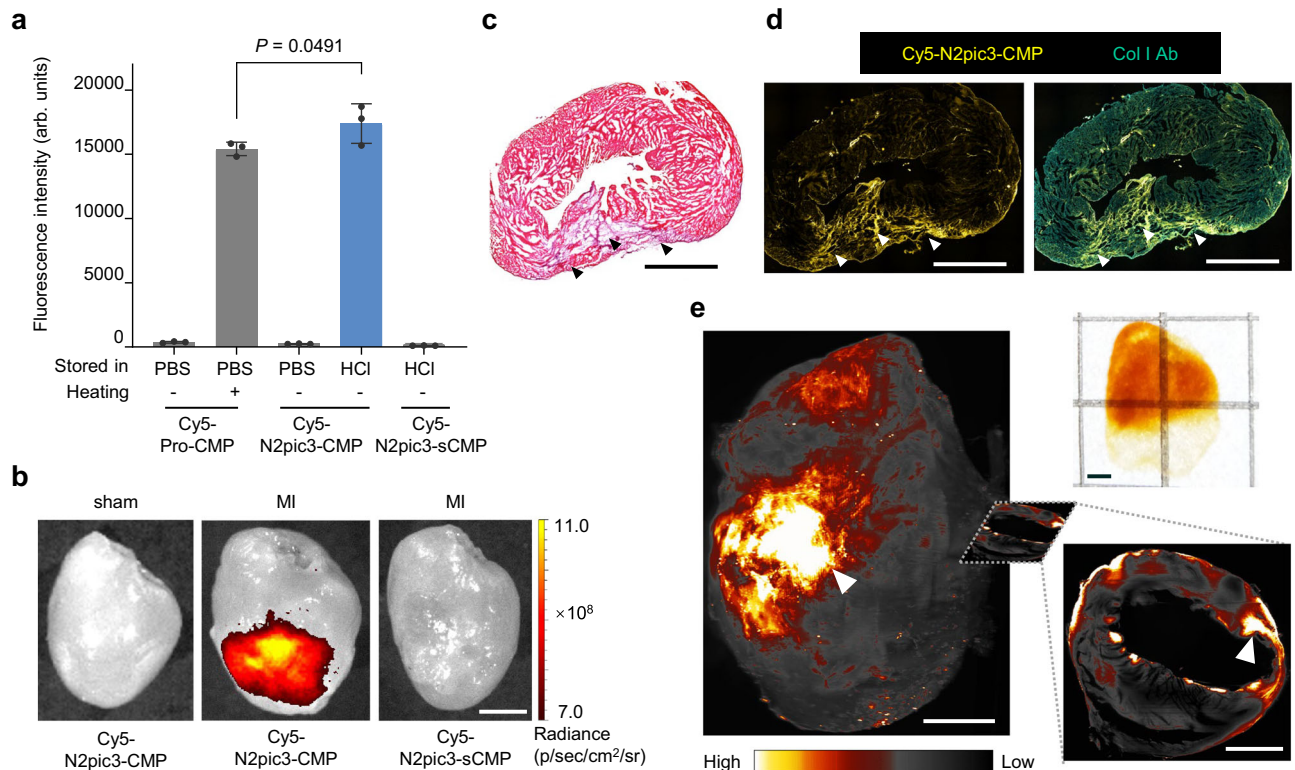 a
P = 0.0491
Fluorescence intensity (arb. units)
20000
15000
10000
5000
0
Stored in PBS PBS PBS HCl HCl
Heating - + - - -
Cy5- Cy5- Cy5-
Pro-CMP N2pic3-CMP N2pic3-sCMP
b
sham MI MI
11.0
×10⁸
7.0
Radiance
(p/sec/cm²/sr)
Cy5- Cy5- Cy5-
N2pic3-CMP N2pic3-CMP N2pic3-sCMP
c
d
Cy5-N2pic3-CMP Col I Ab
e
High Low